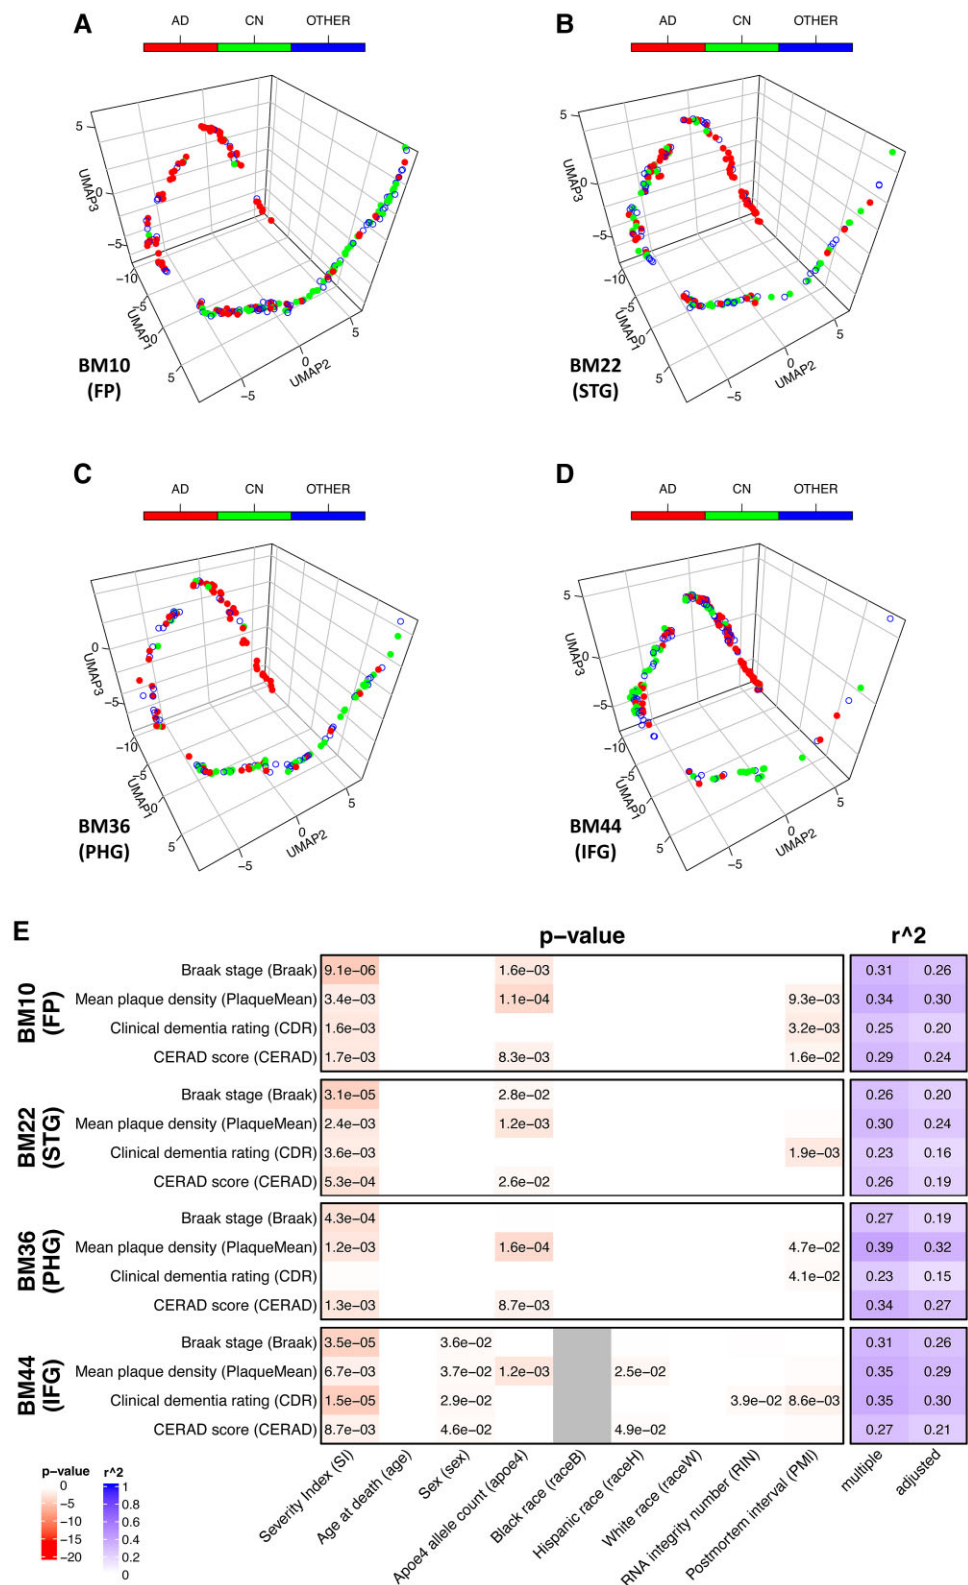 A
AD CN OTHER
5
0
−5
−10
−5
0
5
UMAP3
UMAP1
−5
0
5
UMAP2
BM10
(FP)
B
AD CN OTHER
5
0
−5
−10
−5
0
5
UMAP3
UMAP1
−5
0
5
UMAP2
BM22
(STG)
C
AD CN OTHER
0
−5
−10
−5
0
5
UMAP3
UMAP1
−5
0
5
UMAP2
BM36
(PHG)
D
AD CN OTHER
5
0
−5
−10
−5
0
5
UMAP3
UMAP1
−5
0
5
UMAP2
BM44
(IFG)
E
p−value r^2
BM10
(FP)
Braak stage (Braak) 9.1e−06 1.6e−03 0.31 0.26
Mean plaque density (PlaqueMean) 3.4e−03 1.1e−04 9.3e−03 0.34 0.30
Clinical dementia rating (CDR) 1.6e−03 3.2e−03 0.25 0.20
CERAD score (CERAD) 1.7e−03 8.3e−03 1.6e−02 0.29 0.24
BM22
(STG)
Braak stage (Braak) 3.1e−05 2.8e−02 0.26 0.20
Mean plaque density (PlaqueMean) 2.4e−03 1.2e−03 0.30 0.24
Clinical dementia rating (CDR) 3.6e−03 1.9e−03 0.23 0.16
CERAD score (CERAD) 5.3e−04 2.6e−02 0.26 0.19
BM36
(PHG)
Braak stage (Braak) 4.3e−04 0.27 0.19
Mean plaque density (PlaqueMean) 1.2e−03 1.6e−04 4.7e−02 0.39 0.32
Clinical dementia rating (CDR) 4.1e−02 0.23 0.15
CERAD score (CERAD) 1.3e−03 8.7e−03 0.34 0.27
BM44
(IFG)
Braak stage (Braak) 3.5e−05 3.6e−02 0.31 0.26
Mean plaque density (PlaqueMean) 6.7e−03 3.7e−02 1.2e−03 2.5e−02 0.35 0.29
Clinical dementia rating (CDR) 1.5e−05 2.9e−02 3.9e−02 8.6e−03 0.35 0.30
CERAD score (CERAD) 8.7e−03 4.6e−02 4.9e−02 0.27 0.21
Severity Index (SI)
Age at death (age)
Sex (sex)
Apoe4 allele count (apoe4)
Black race (raceB)
Hispanic race (raceH)
White race (raceW)
RNA integrity number (RIN)
Postmortem interval (PMI)
multiple
adjusted
p−value
0
−5
−10
−15
−20
r^2
1
0.8
0.6
0.4
0.2
0